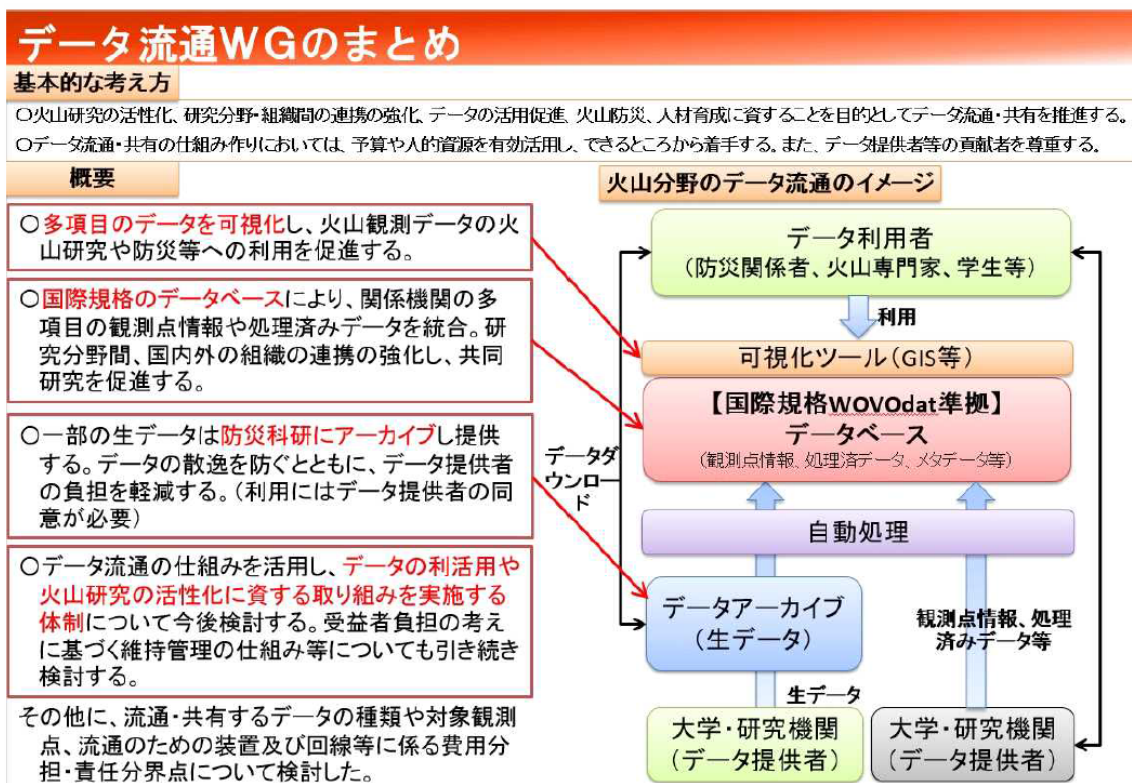 データ流通WGのまとめ
基本的な考え方
○火山研究の活性化、研究分野・組織間の連携の強化、データの活用促進、火山防災、人材育成に資することを目的としてデータ流通・共有を推進する。
○データ流通・共有の仕組み作りにおいては、予算や人的資源を有効活用し、できるところから着手する。また、データ提供者等の貢献者を尊重する。
概要
○多項目のデータを可視化し、火山観測データの火
山研究や防災等への利用を促進する。
○国際規格のデータベースにより、関係機関の多
項目の観測点情報や処理済みデータを統合。研
究分野間、国内外の組織の連携の強化し、共同
研究を促進する。
○一部の生データは防災科研にアーカイブし提供
する。データの散逸を防ぐとともに、データ提供者
の負担を軽減する。(利用にはデータ提供者の同
意が必要)
○データ流通の仕組みを活用し、データの利活用や
火山研究の活性化に資する取り組みを実施する
体制について今後検討する。受益者負担の考え
に基づく維持管理の仕組み等についても引き続き
検討する。
その他に、流通・共有するデータの種類や対象観測
点、流通のための装置及び回線等に係る費用分
担・責任分界点について検討した。
火山分野のデータ流通のイメージ
データ利用者
(防災関係者、火山専門家、学生等)
利用
可視化ツール(GIS等)
【国際規格WOVOdat準拠】
データベース
(観測点情報、処理済データ、メタデータ等)
データダ
ウンロー
ド
自動処理
データアーカイブ
(生データ)
観測点情報、処理
済みデータ等
生データ
大学・研究機関
(データ提供者)
大学・研究機関
(データ提供者)